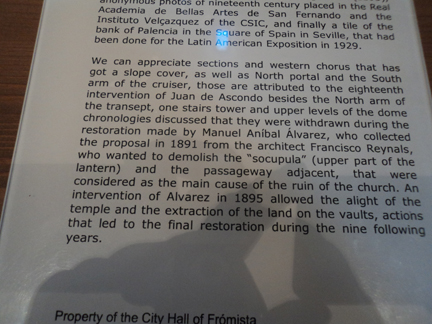 anonymous photos of nineteenth century placed in the Real
Academia de Bellas Artes de San Fernando and the
Instituto Velçazquez of the CSIC, and finally a tile of the
bank of Palencia in the Square of Spain in Seville, that had
been done for the Latin American Exposition in 1929.
We can appreciate sections and western chorus that has
got a slope cover, as well as North portal and the South
arm of the cruiser, those are attributed to the eighteenth
intervention of Juan de Ascondo besides the North arm of
the transept, one stairs tower and upper levels of the dome
chronologies discussed that they were withdrawn during the
restoration made by Manuel Aníbal Álvarez, who collected
the proposal in 1891 from the architect Francisco Reynals,
who wanted to demolish the "socupula" (upper part of the
lantern) and the passageway adjacent, that were
considered as the main cause of the ruin of the church. An
intervention of Alvarez in 1895 allowed the alight of the
temple and the extraction of the land on the vaults, actions
that led to the final restoration during the nine following
years.
Property of the City Hall of Frómista